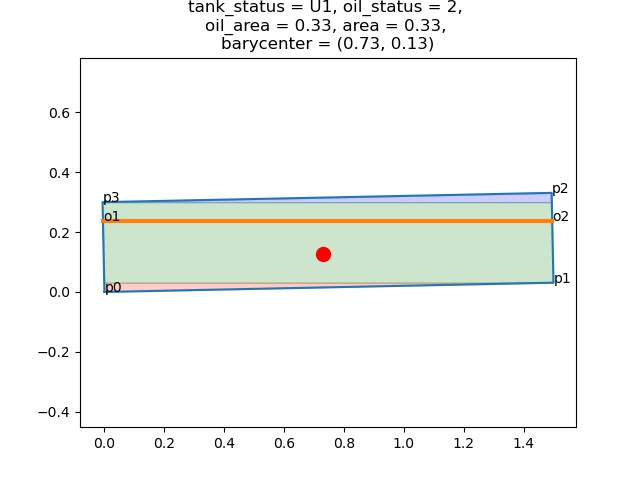 tank_status = U1, oil_status = 2,
oil_area = 0.33, area = 0.33,
barycenter = (0.73, 0.13)
0.6
0.4
0.2
0.0
−0.2
−0.4
p3
p2
o1
o2
p0
p1
0.0 0.2 0.4 0.6 0.8 1.0 1.2 1.4